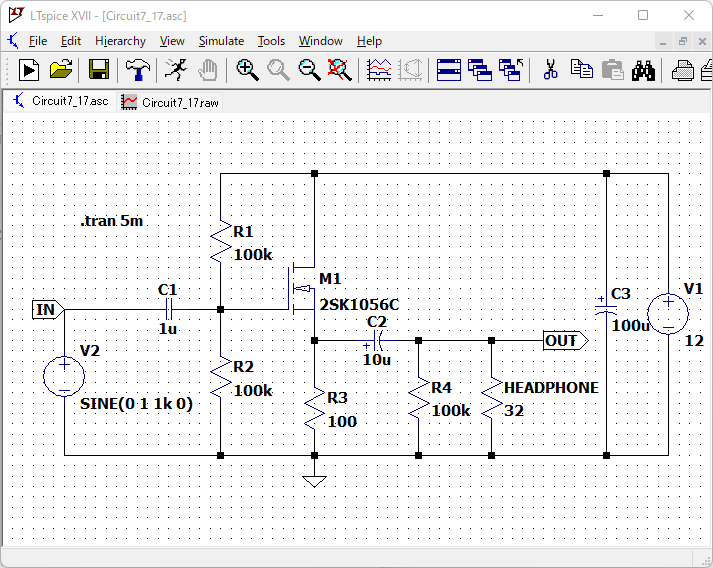 LTspice XVII - [Circuit7_17.asc]
File Edit Hierarchy View Simulate Tools Window Help
Circuit7_17.asc Circuit7_17.raw
.tran 5m
R1
100k
M1
2SK1056C
C1
1u
IN
C2
10u
C3
100u
V1
12
OUT
V2
SINE(0 1 1k 0)
R2
100k
R3
100
R4
100k
HEADPHONE
32